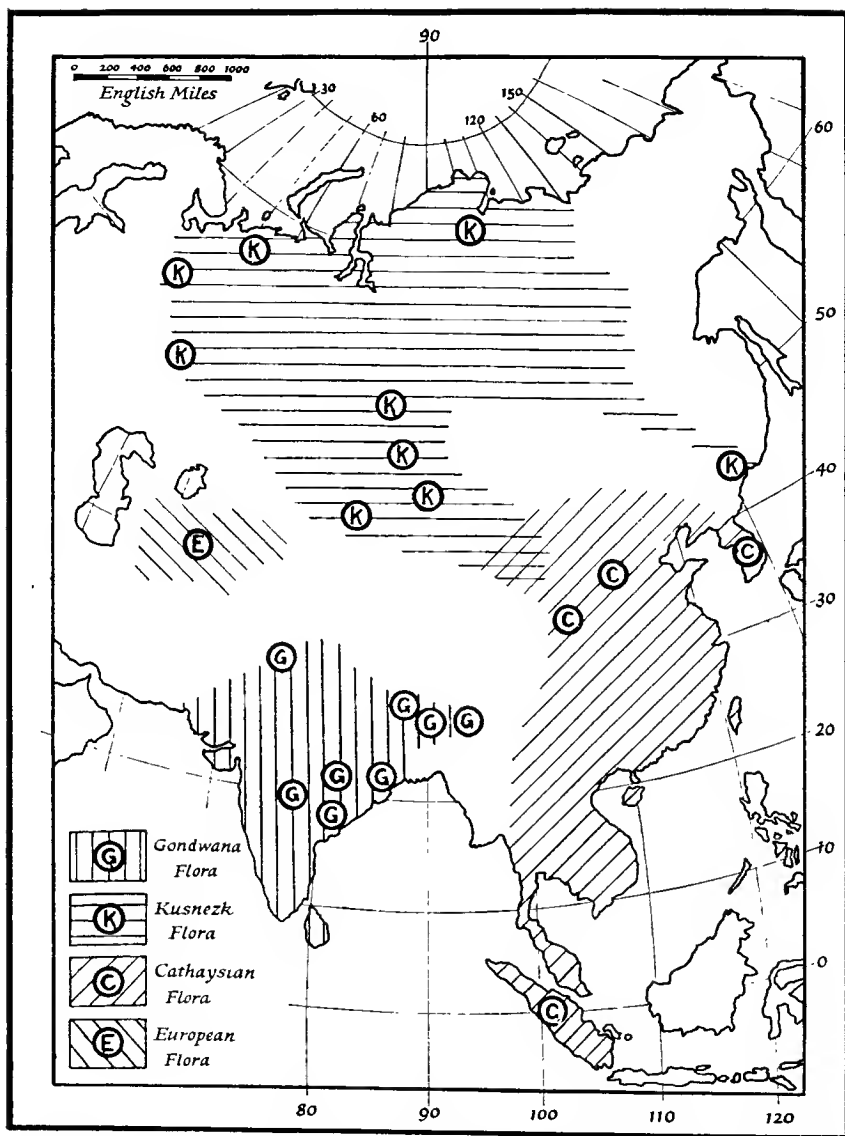 90
0 200 400 600 800 1000
English Miles
30
60
120
150
60
50
40
30
20
10
0
K
K
K
K
K
K
K
K
K
E
C
C
C
G
G
G
G
G
G
G
G
G
C
G
Gondwana
Flora
K
Kusnezk
Flora
C
Cathaysian
Flora
E
European
Flora
80
90
100
110
120